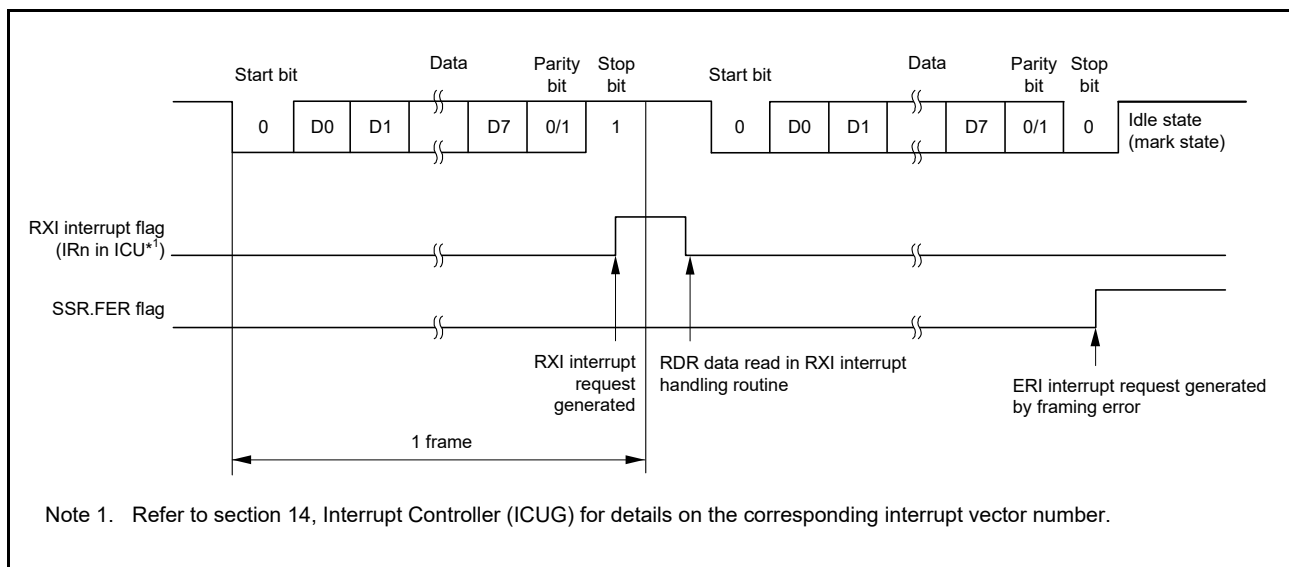 Start bit
Data
Parity bit
Stop bit
Start bit
Data
Parity bit
Stop bit
0 D0 D1 D7 0/1 1 0 D0 D1 D7 0/1 0
Idle state
(mark state)
RXI interrupt flag
(IRn in ICU*1)
SSR.FER flag
RXI interrupt
request
generated
RDR data read in RXI interrupt
handling routine
ERI interrupt request generated
by framing error
1 frame
Note 1. Refer to section 14, Interrupt Controller (ICUG) for details on the corresponding interrupt vector number.